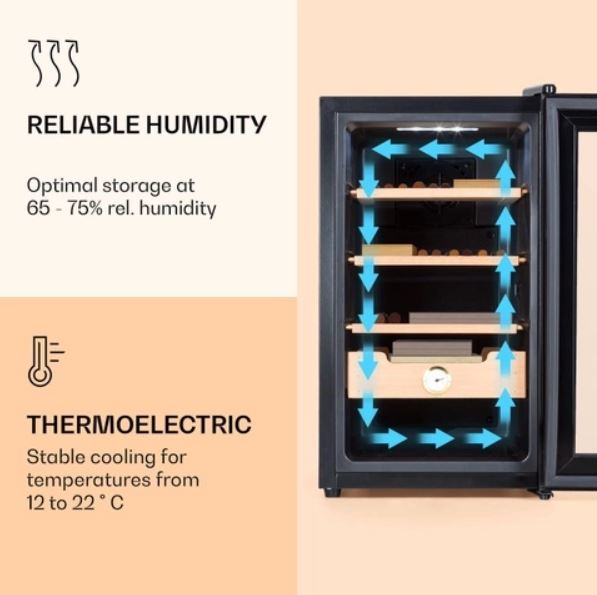 RELIABLE HUMIDITY
Optimal storage at
65 - 75% rel. humidity
THERMOELECTRIC
Stable cooling for
temperatures from
12 to 22 ° C